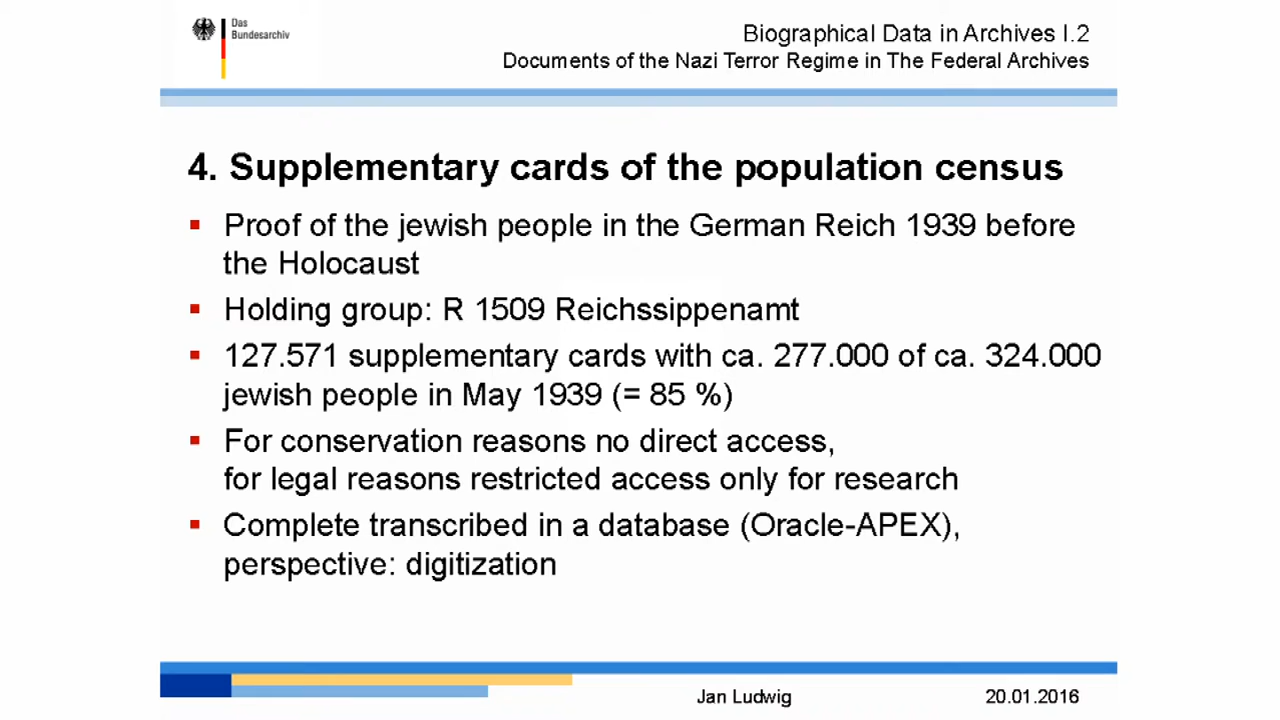 Das
Bundesarchiv
Biographical Data in Archives I.2
Documents of the Nazi Terror Regime in The Federal Archives
4. Supplementary cards of the population census
▪ Proof of the jewish people in the German Reich 1939 before
the Holocaust
▪ Holding group: R 1509 Reichssippenamt
▪ 127.571 supplementary cards with ca. 277.000 of ca. 324.000
jewish people in May 1939 (= 85 %)
▪ For conservation reasons no direct access,
for legal reasons restricted access only for research
▪ Complete transcribed in a database (Oracle-APEX),
perspective: digitization
Jan Ludwig
20.01.2016